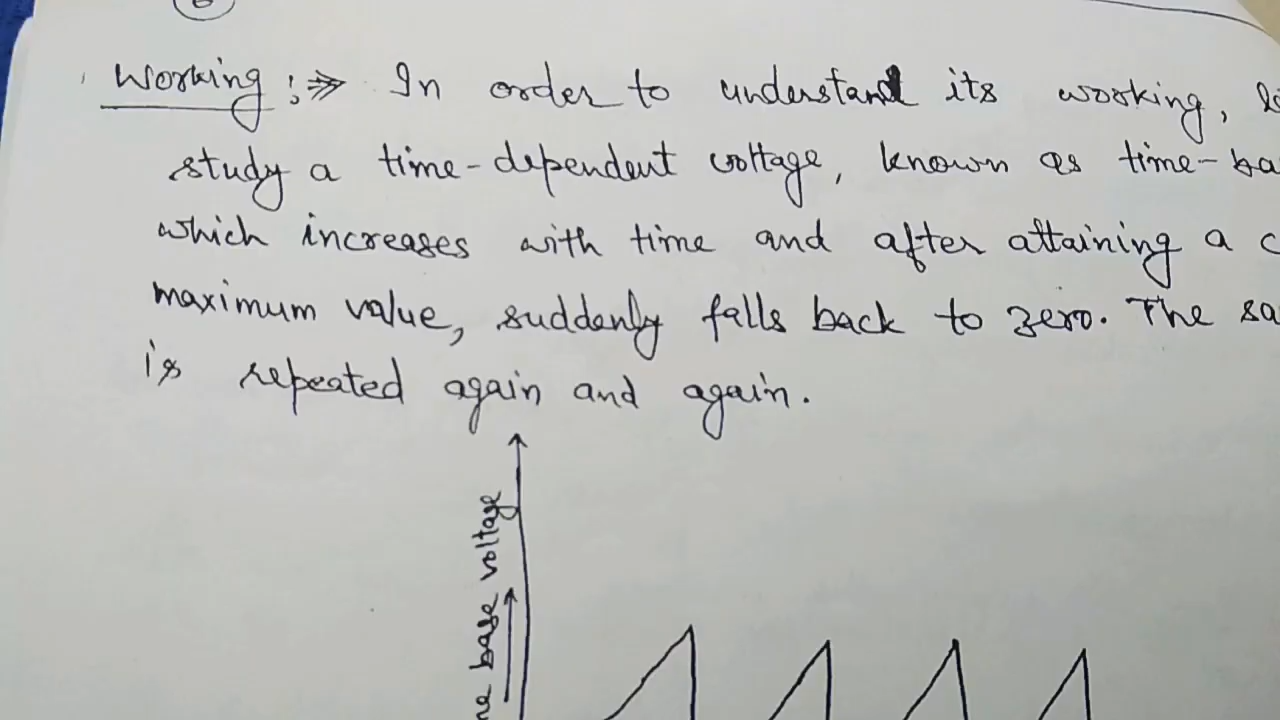 Working :⇒ In order to understand its working,
study a time-dependent voltage, known as time-
which increases with time and after attaining a
maximum value, suddenly falls back to zero. The
is repeated again and again.
base voltage